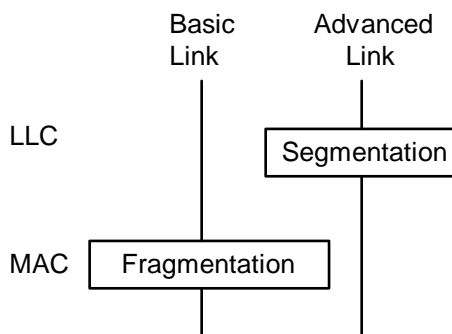 Basic
Link
Advanced
Link
LLC
Segmentation
MAC
Fragmentation